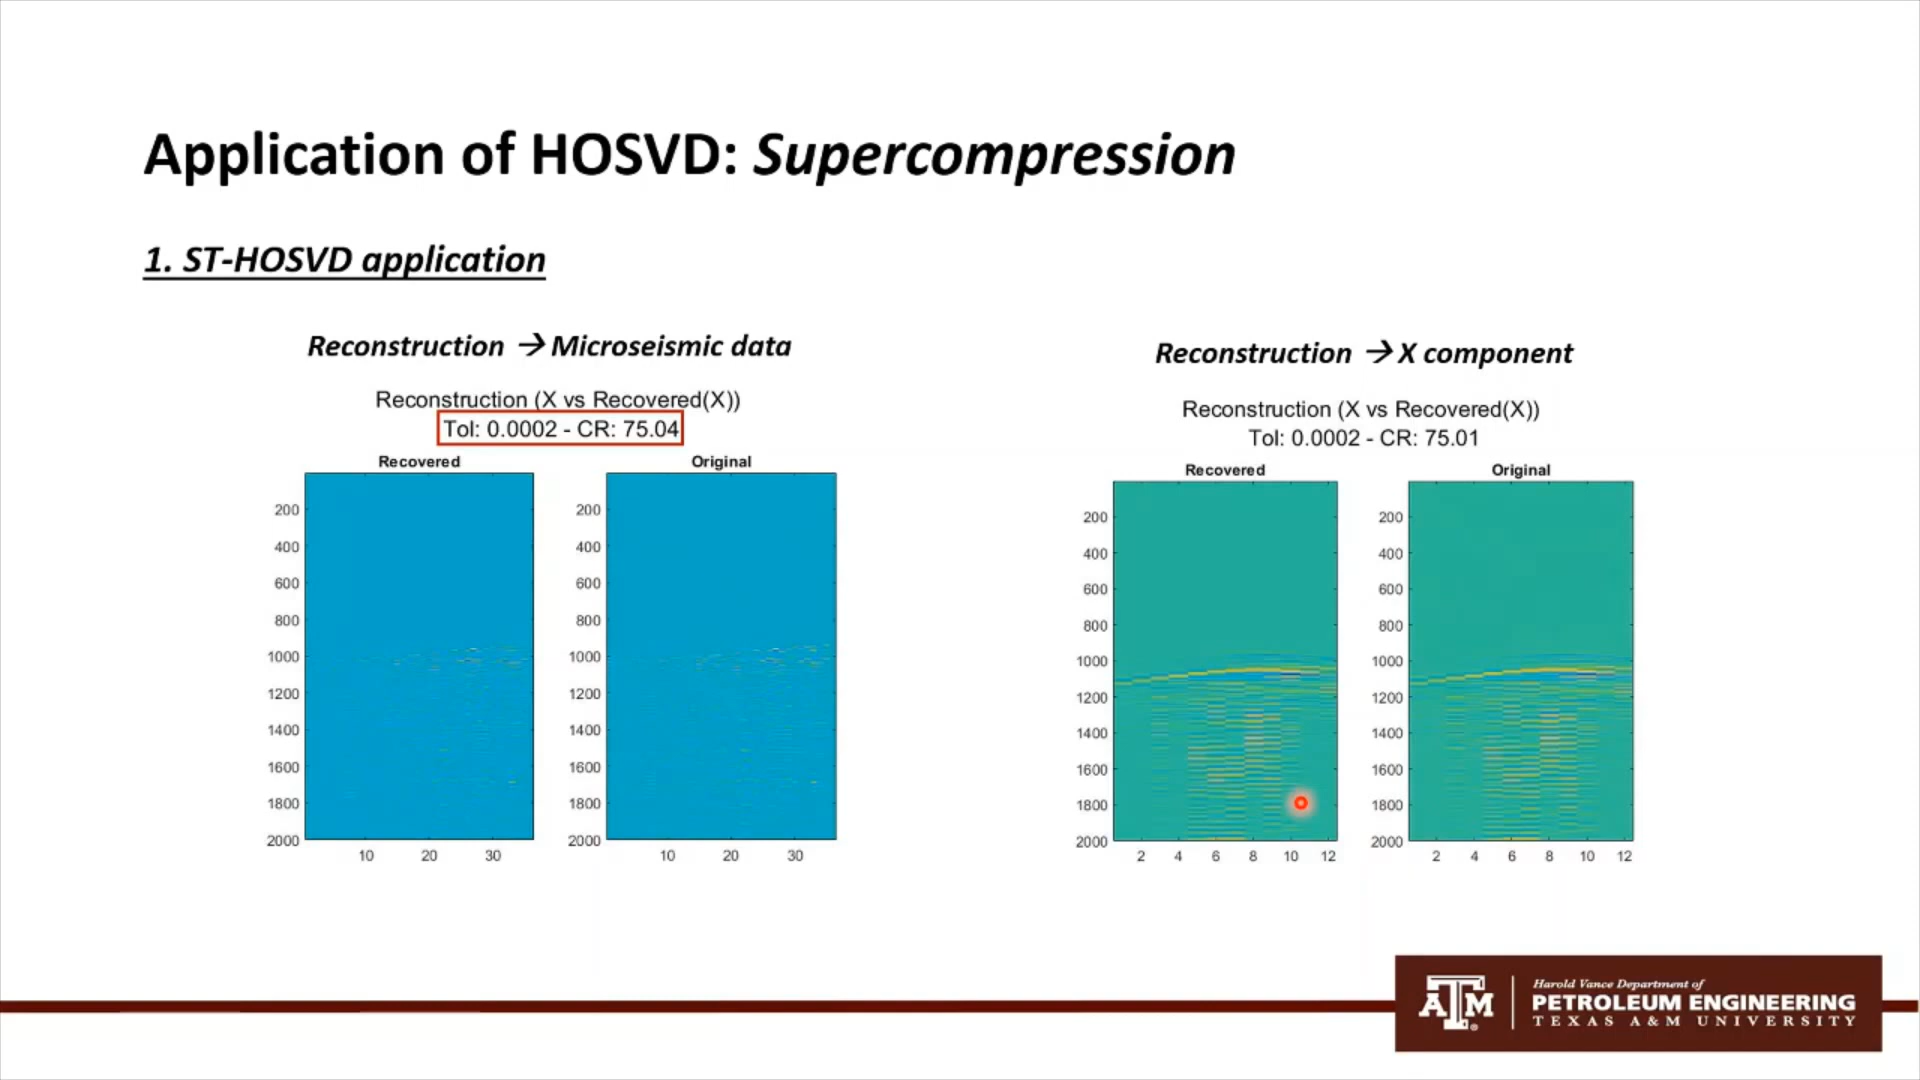 Application of HOSVD: Supercompression
1. ST-HOSVD application
Reconstruction → Microseismic data
Reconstruction (X vs Recovered(X))
Tol: 0.0002 - CR: 75.04
Recovered
200
400
600
800
1000
1200
1400
1600
1800
2000
10 20 30
Original
200
400
600
800
1000
1200
1400
1600
1800
2000
10 20 30
Reconstruction → X component
Reconstruction (X vs Recovered(X))
Tol: 0.0002 - CR: 75.01
Recovered
200
400
600
800
1000
1200
1400
1600
1800
2000
2 4 6 8 10 12
Original
200
400
600
800
1000
1200
1400
1600
1800
2000
2 4 6 8 10 12
ATM
Harold Vance Department of
PETROLEUM ENGINEERING
TEXAS A&M UNIVERSITY